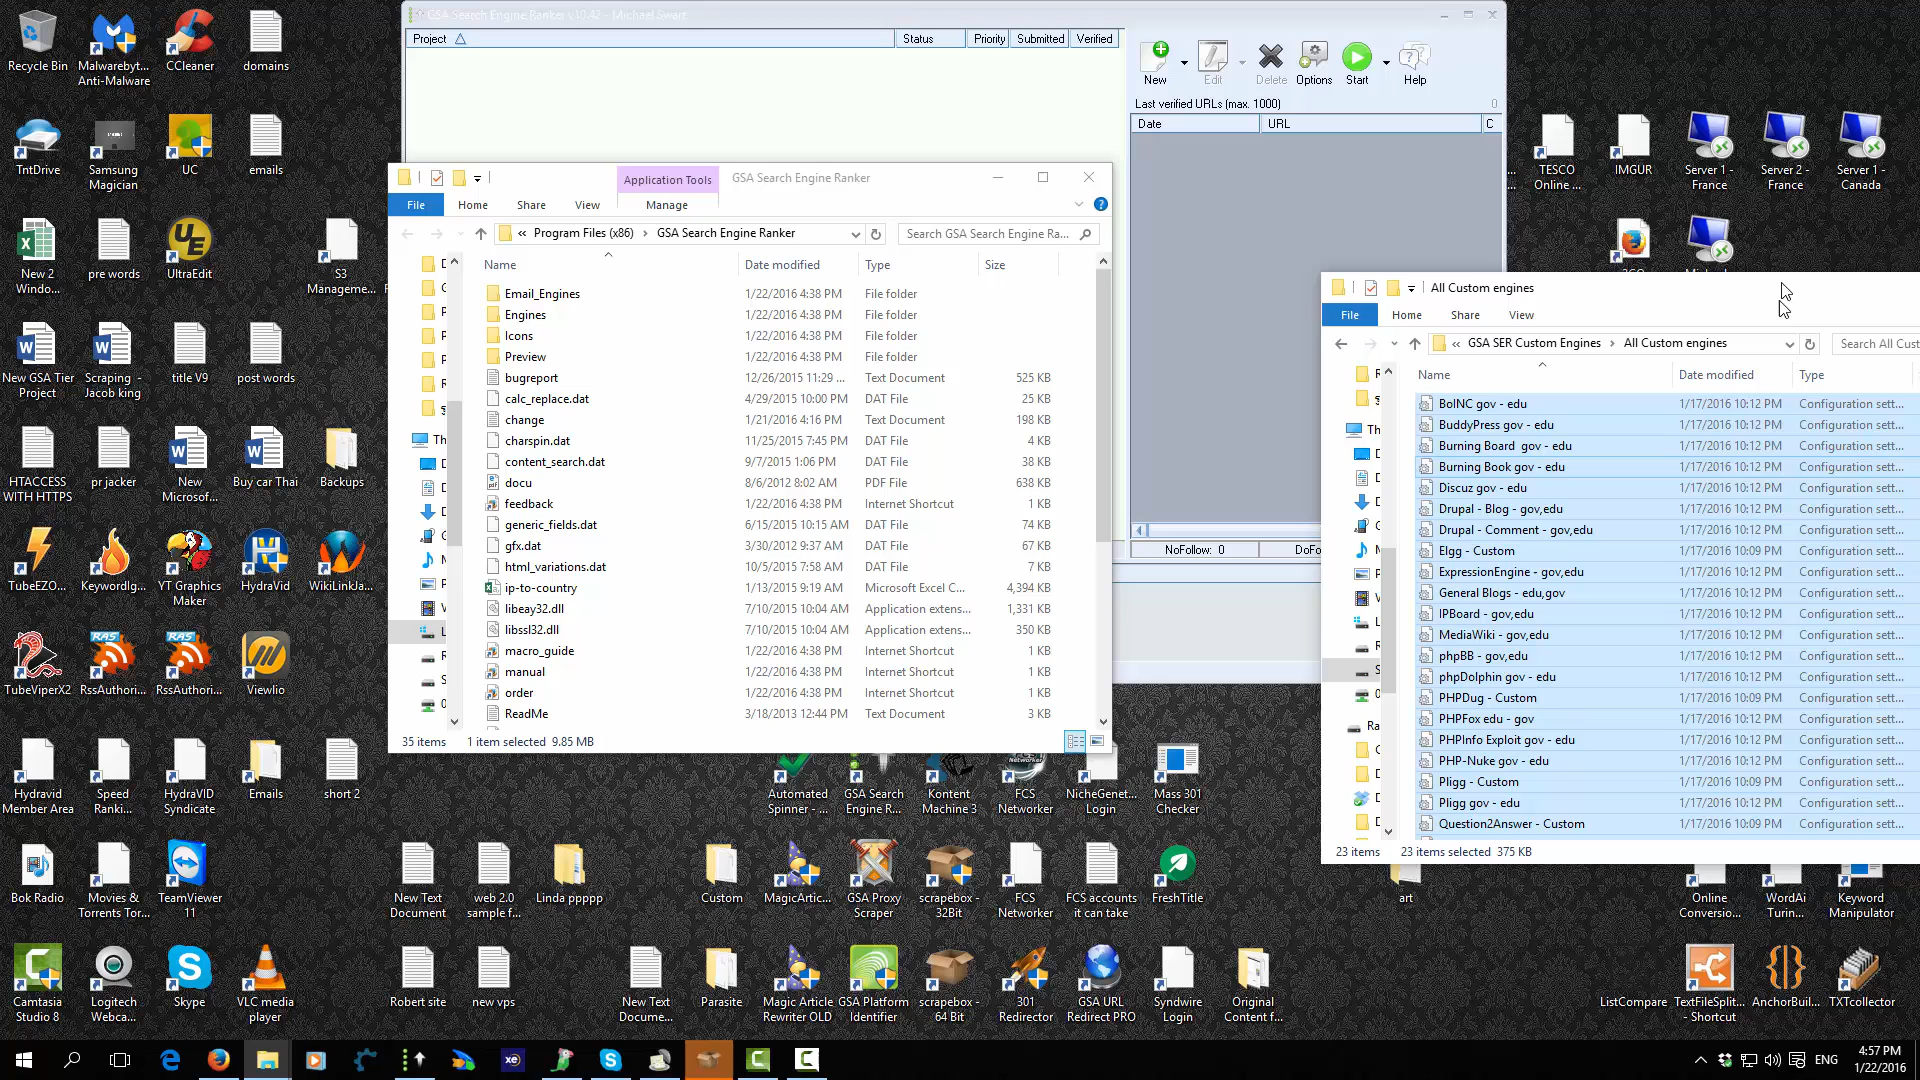 GSA Search Engine Ranker v10.42 - Michael Swart
Project
Status
Priority
Submitted
Verified
New
Edit
Delete
Options
Start
Help
Last verified URLs (max. 1000)
0
Date
URL
C
NoFollow: 0
DoFo
Recycle Bin
Malwarebyt...
Anti-Malware
CCleaner
domains
TntDrive
Samsung
Magician
UC
emails
New 2
Windo...
pre words
UltraEdit
S3
Manageme...
New GSA Tier
Project
Scraping -
Jacob king
title V9
post words
HTACCESS
WITH HTTPS
pr jacker
New
Microsof...
Buy car Thai
Backups
TubeEZO...
KeywordIg...
YT Graphics
Maker
HydraVid
WikiLinkJa...
TubeViperX2
RssAuthori...
RssAuthori...
Viewlio
Hydravid
Member Area
Speed
Ranki...
HydraVID
Syndicate
Emails
short 2
Bok Radio
Movies &
Torrents Tor...
TeamViewer
11
Camtasia
Studio 8
Logitech
Webca...
Skype
VLC media
player
Application Tools
GSA Search Engine Ranker
File
Home
Share
View
Manage
« Program Files (x86) › GSA Search Engine Ranker
Search GSA Search Engine Ra...
Name
Date modified
Type
Size
Email_Engines 1/22/2016 4:38 PM File folder
Engines 1/22/2016 4:38 PM File folder
Icons 1/22/2016 4:38 PM File folder
Preview 1/22/2016 4:38 PM File folder
bugreport 12/26/2015 11:29 ... Text Document 525 KB
calc_replace.dat 4/29/2015 10:00 PM DAT File 25 KB
change 1/21/2016 4:16 PM Text Document 198 KB
charspin.dat 11/25/2015 7:45 PM DAT File 4 KB
content_search.dat 9/7/2015 1:06 PM DAT File 38 KB
docu 8/6/2012 8:02 AM PDF File 638 KB
feedback 1/22/2016 4:38 PM Internet Shortcut 1 KB
generic_fields.dat 6/15/2015 10:15 AM DAT File 74 KB
gfx.dat 3/30/2012 9:37 AM DAT File 67 KB
html_variations.dat 10/5/2015 7:58 AM DAT File 7 KB
ip-to-country 1/13/2015 9:19 AM Microsoft Excel C... 4,394 KB
libeay32.dll 7/10/2015 10:04 AM Application extens... 1,331 KB
libssl32.dll 7/10/2015 10:04 AM Application extens... 350 KB
macro_guide 1/22/2016 4:38 PM Internet Shortcut 1 KB
manual 1/22/2016 4:38 PM Internet Shortcut 1 KB
order 1/22/2016 4:38 PM Internet Shortcut 1 KB
ReadMe 3/18/2013 12:44 PM Text Document 3 KB
35 items 1 item selected 9.85 MB
TESCO
Online ...
IMGUR
Server 1 -
France
Server 2 -
France
Server 1 -
Canada
All Custom engines
File
Home
Share
View
« GSA SER Custom Engines › All Custom engines
Search All Cust
Name
Date modified
Type
BoINC gov - edu 1/17/2016 10:12 PM Configuration sett...
BuddyPress gov - edu 1/17/2016 10:12 PM Configuration sett...
Burning Board  gov - edu 1/17/2016 10:12 PM Configuration sett...
Burning Book gov - edu 1/17/2016 10:12 PM Configuration sett...
Discuz gov - edu 1/17/2016 10:12 PM Configuration sett...
Drupal - Blog - gov,edu 1/17/2016 10:12 PM Configuration sett...
Drupal - Comment - gov,edu 1/17/2016 10:12 PM Configuration sett...
Elgg - Custom 1/17/2016 10:09 PM Configuration sett...
ExpressionEngine - gov,edu 1/17/2016 10:12 PM Configuration sett...
General Blogs - edu,gov 1/17/2016 10:12 PM Configuration sett...
IPBoard - gov,edu 1/17/2016 10:12 PM Configuration sett...
MediaWiki - gov,edu 1/17/2016 10:12 PM Configuration sett...
phpBB - gov,edu 1/17/2016 10:12 PM Configuration sett...
phpDolphin gov - edu 1/17/2016 10:12 PM Configuration sett...
PHPDug - Custom 1/17/2016 10:09 PM Configuration sett...
PHPFox edu - gov 1/17/2016 10:12 PM Configuration sett...
PHPInfo Exploit gov - edu 1/17/2016 10:12 PM Configuration sett...
PHP-Nuke gov - edu 1/17/2016 10:12 PM Configuration sett...
Pligg - Custom 1/17/2016 10:09 PM Configuration sett...
Pligg gov - edu 1/17/2016 10:12 PM Configuration sett...
Question2Answer - Custom 1/17/2016 10:09 PM Configuration sett...
23 items 23 items selected 375 KB
Automated
Spinner - ...
GSA Search
Engine R...
Kontent
Machine 3
FCS
Networker
NicheGenet...
Login
Mass 301
Checker
New Text
Document
web 2.0
sample f...
Linda ppppp
Custom
MagicArtic...
GSA Proxy
Scraper
scrapebox -
32Bit
FCS
Networker
FCS accounts
it can take
FreshTitle
art
Online
Conversio...
WordAi
Turin...
Keyword
Manipulator
Robert site
new vps
New Text
Docume...
Parasite
Magic Article
Rewriter OLD
GSA Platform
Identifier
scrapebox -
64 Bit
301
Redirector
GSA URL
Redirect PRO
Syndwire
Login
Original
Content f...
ListCompare
TextFileSplit...
- Shortcut
AnchorBuil...
TXTcollector
ENG
4:57 PM
1/22/2016